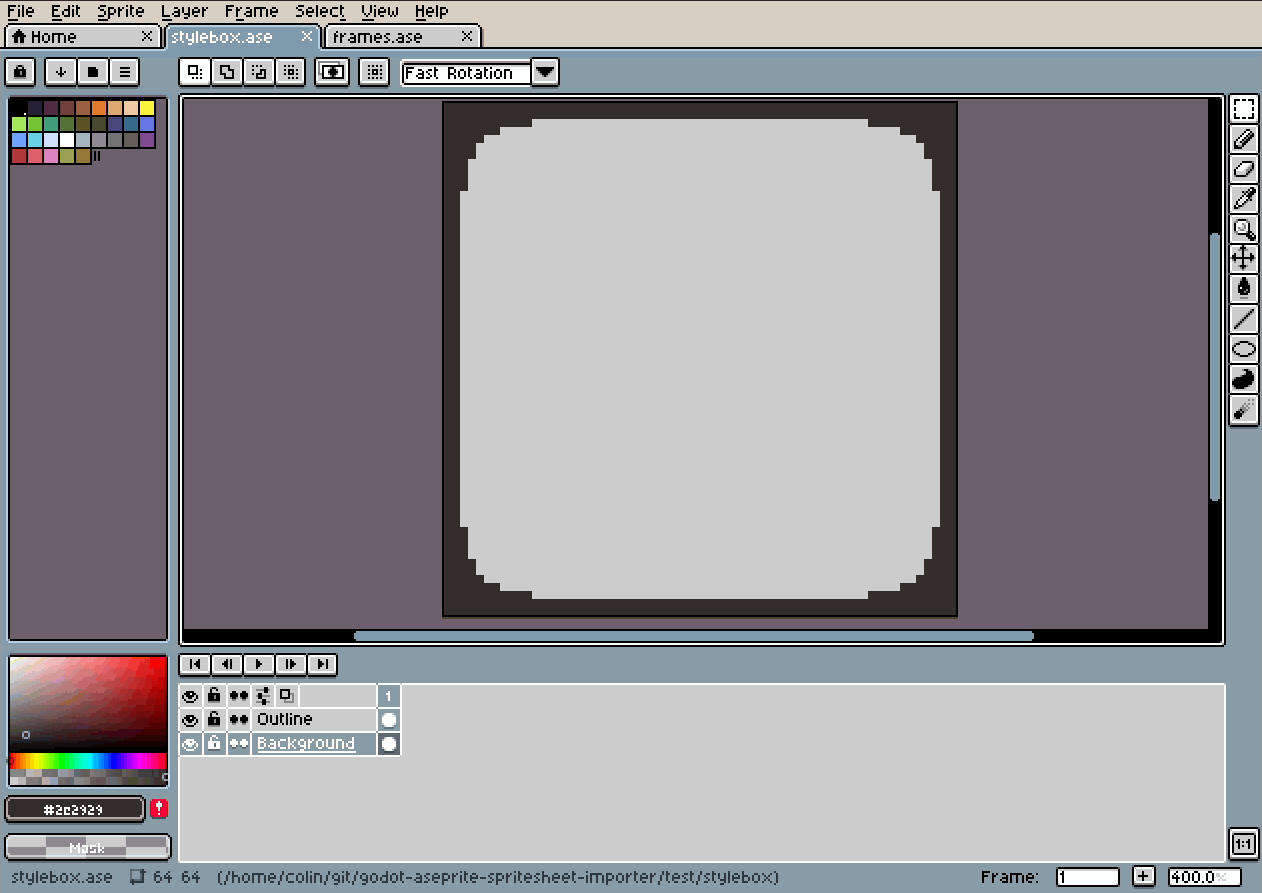 File Edit Sprite Layer Frame Select View Help
Home stylebox.ase frames.ase
Fast Rotation
1
Outline
Background
#2e2929
Mask
1:1
stylebox.ase 64 64 (/home/colin/git/godot-aseprite-spritesheet-importer/test/stylebox) Frame: 1 + 400.0